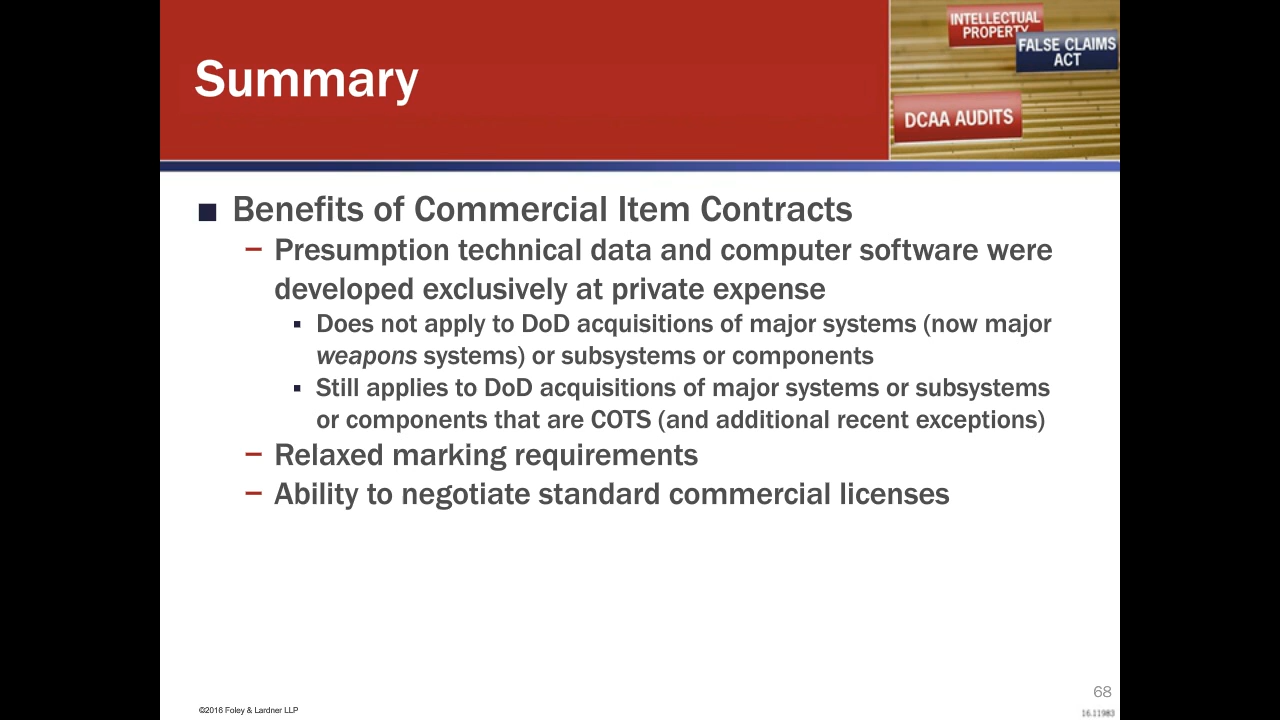 Summary
INTELLECTUAL
PROPERTY
FALSE CLAIMS
ACT
DCAA AUDITS
■ Benefits of Commercial Item Contracts
– Presumption technical data and computer software were
developed exclusively at private expense
▪ Does not apply to DoD acquisitions of major systems (now major
weapons systems) or subsystems or components
▪ Still applies to DoD acquisitions of major systems or subsystems
or components that are COTS (and additional recent exceptions)
– Relaxed marking requirements
– Ability to negotiate standard commercial licenses
68
©2016 Foley & Lardner LLP
16.11983